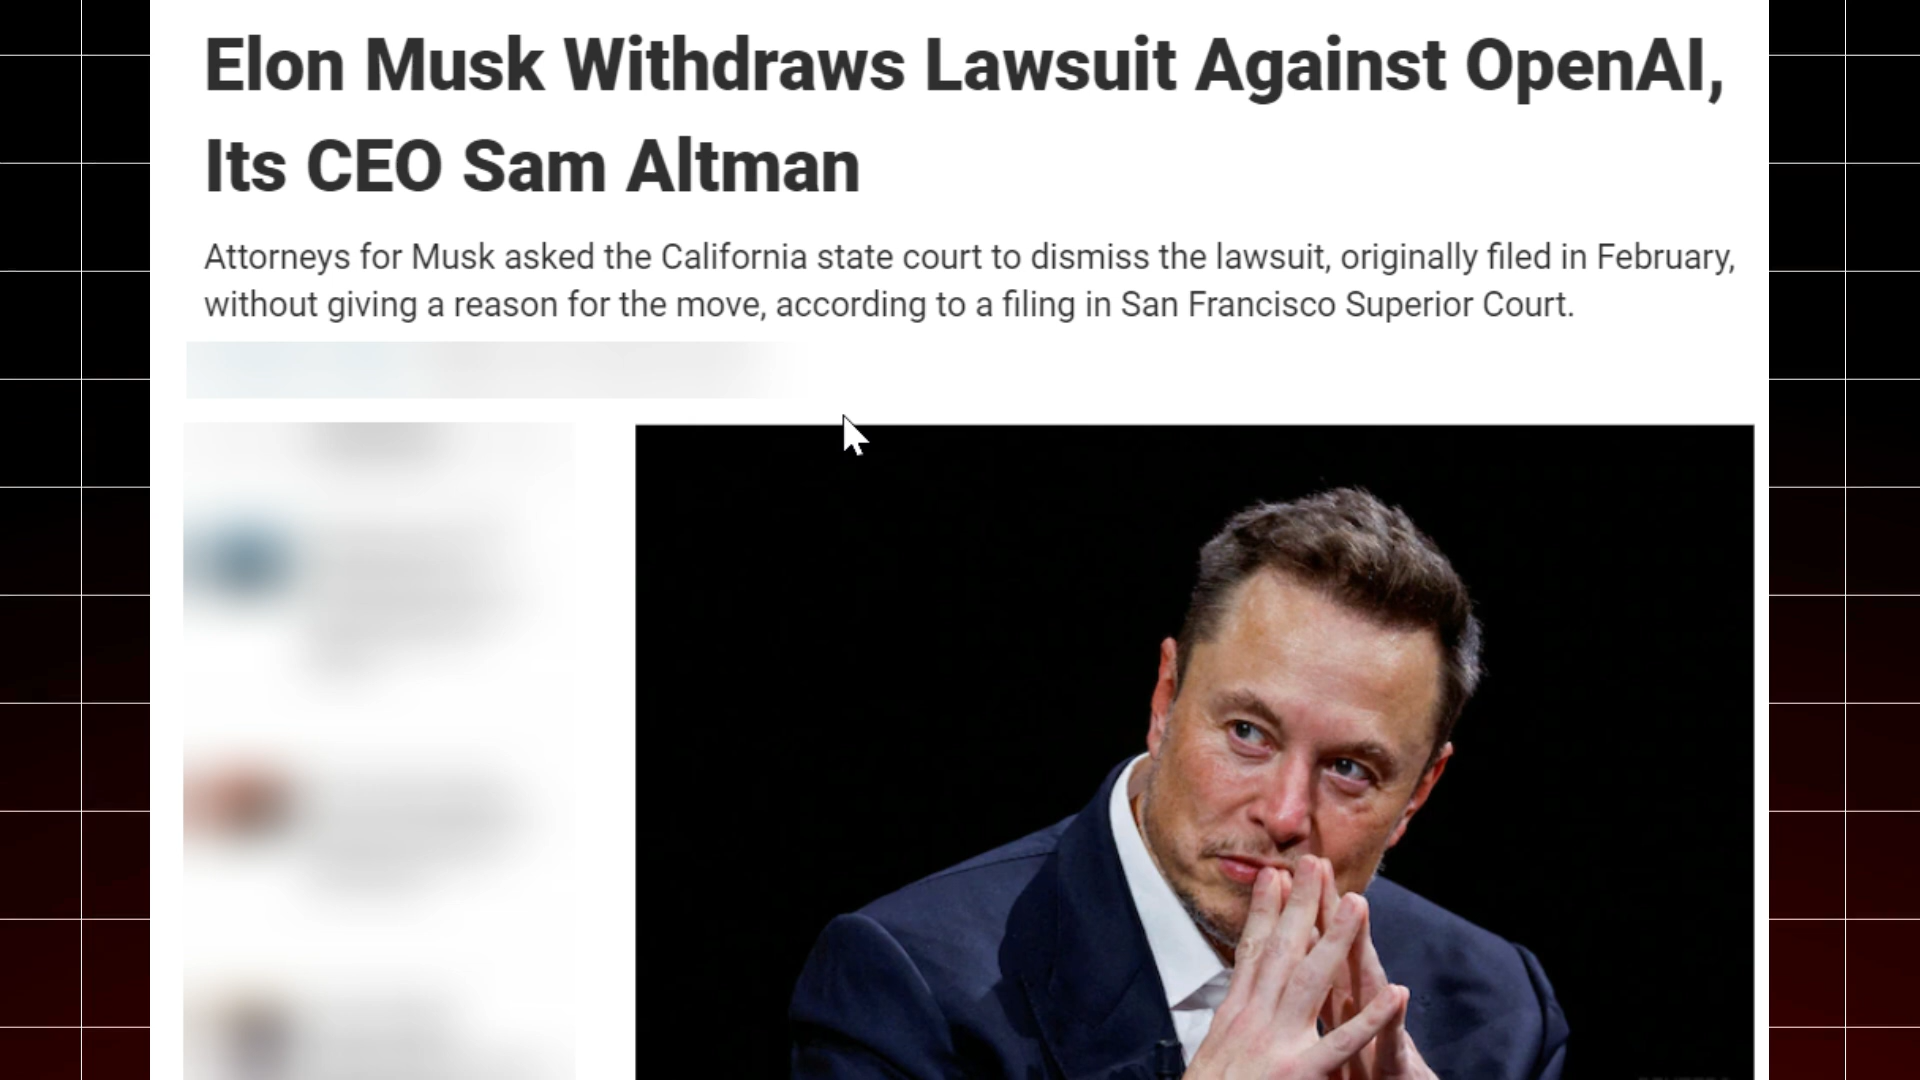 Elon Musk Withdraws Lawsuit Against OpenAI,
Its CEO Sam Altman
Attorneys for Musk asked the California state court to dismiss the lawsuit, originally filed in February,
without giving a reason for the move, according to a filing in San Francisco Superior Court.